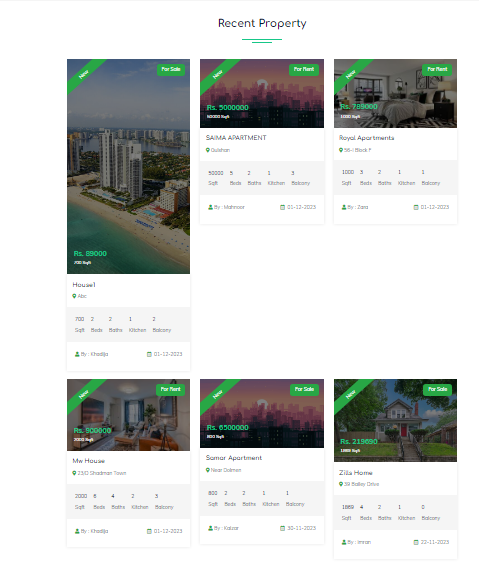 Recent Property
New
For Sale
Rs. 89000
700 Sqft
House1
Abc
700 2 2 1 2
Sqft Beds Baths Kitchen Balcony
By : Khadija 01-12-2023
New
For Rent
Rs. 5000000
50000 Sqft
SAIMA APARTMENT
Gulshan
50000 5 2 1 3
Sqft Beds Baths Kitchen Balcony
By : Mahnoor 01-12-2023
New
For Rent
Rs. 789000
1000 Sqft
Royal Apartments
56-I Block F
1000 3 2 1 1
Sqft Beds Baths Kitchen Balcony
By : Zara 01-12-2023
New
For Rent
Rs. 900000
2000 Sqft
Mw House
23/D Shadman Town
2000 6 4 2 3
Sqft Beds Baths Kitchen Balcony
By : Khadija 01-12-2023
New
For Sale
Rs. 6500000
800 Sqft
Samar Apartment
Near Dolmen
800 2 2 1 1
Sqft Beds Baths Kitchen Balcony
By : Kaizar 30-11-2023
New
For Sale
Rs. 219690
1869 Sqft
Zills Home
39 Bailey Drive
1869 4 2 1 0
Sqft Beds Baths Kitchen Balcony
By : imran 22-11-2023